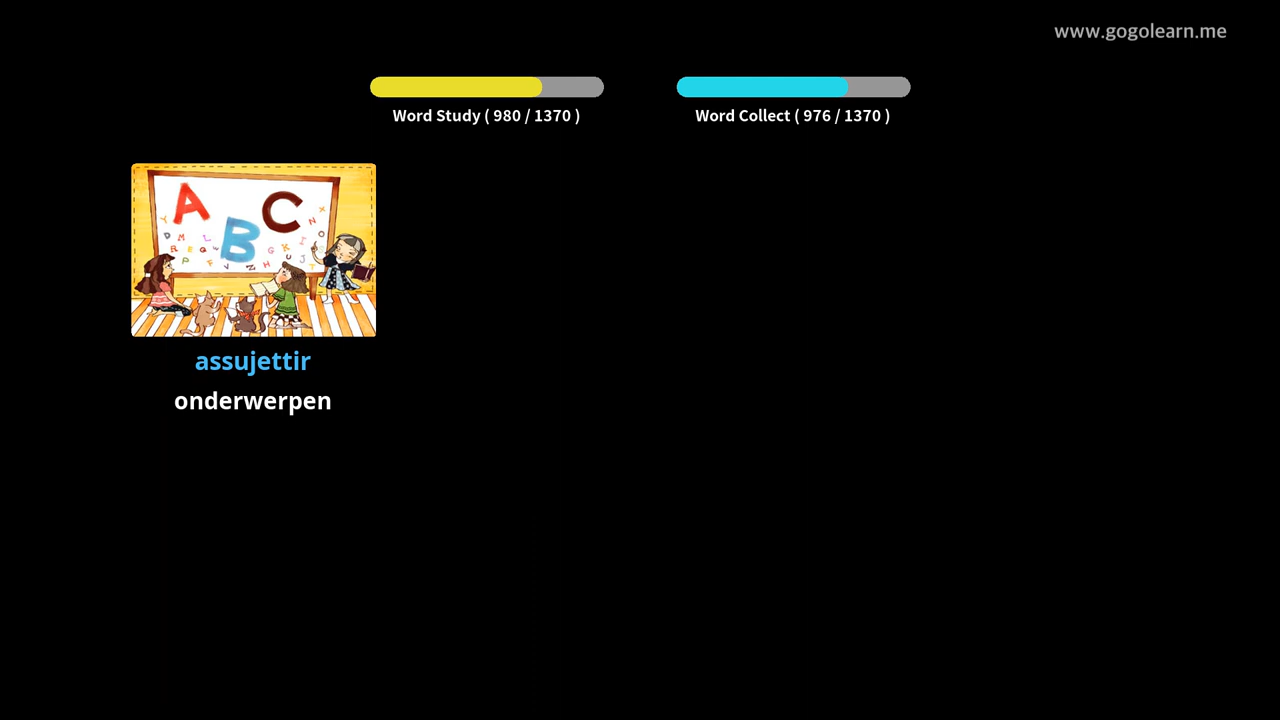 www.gogolearn.me
Word Study ( 980 / 1370 )
Word Collect ( 976 / 1370 )
A B C
assujettir
onderwerpen